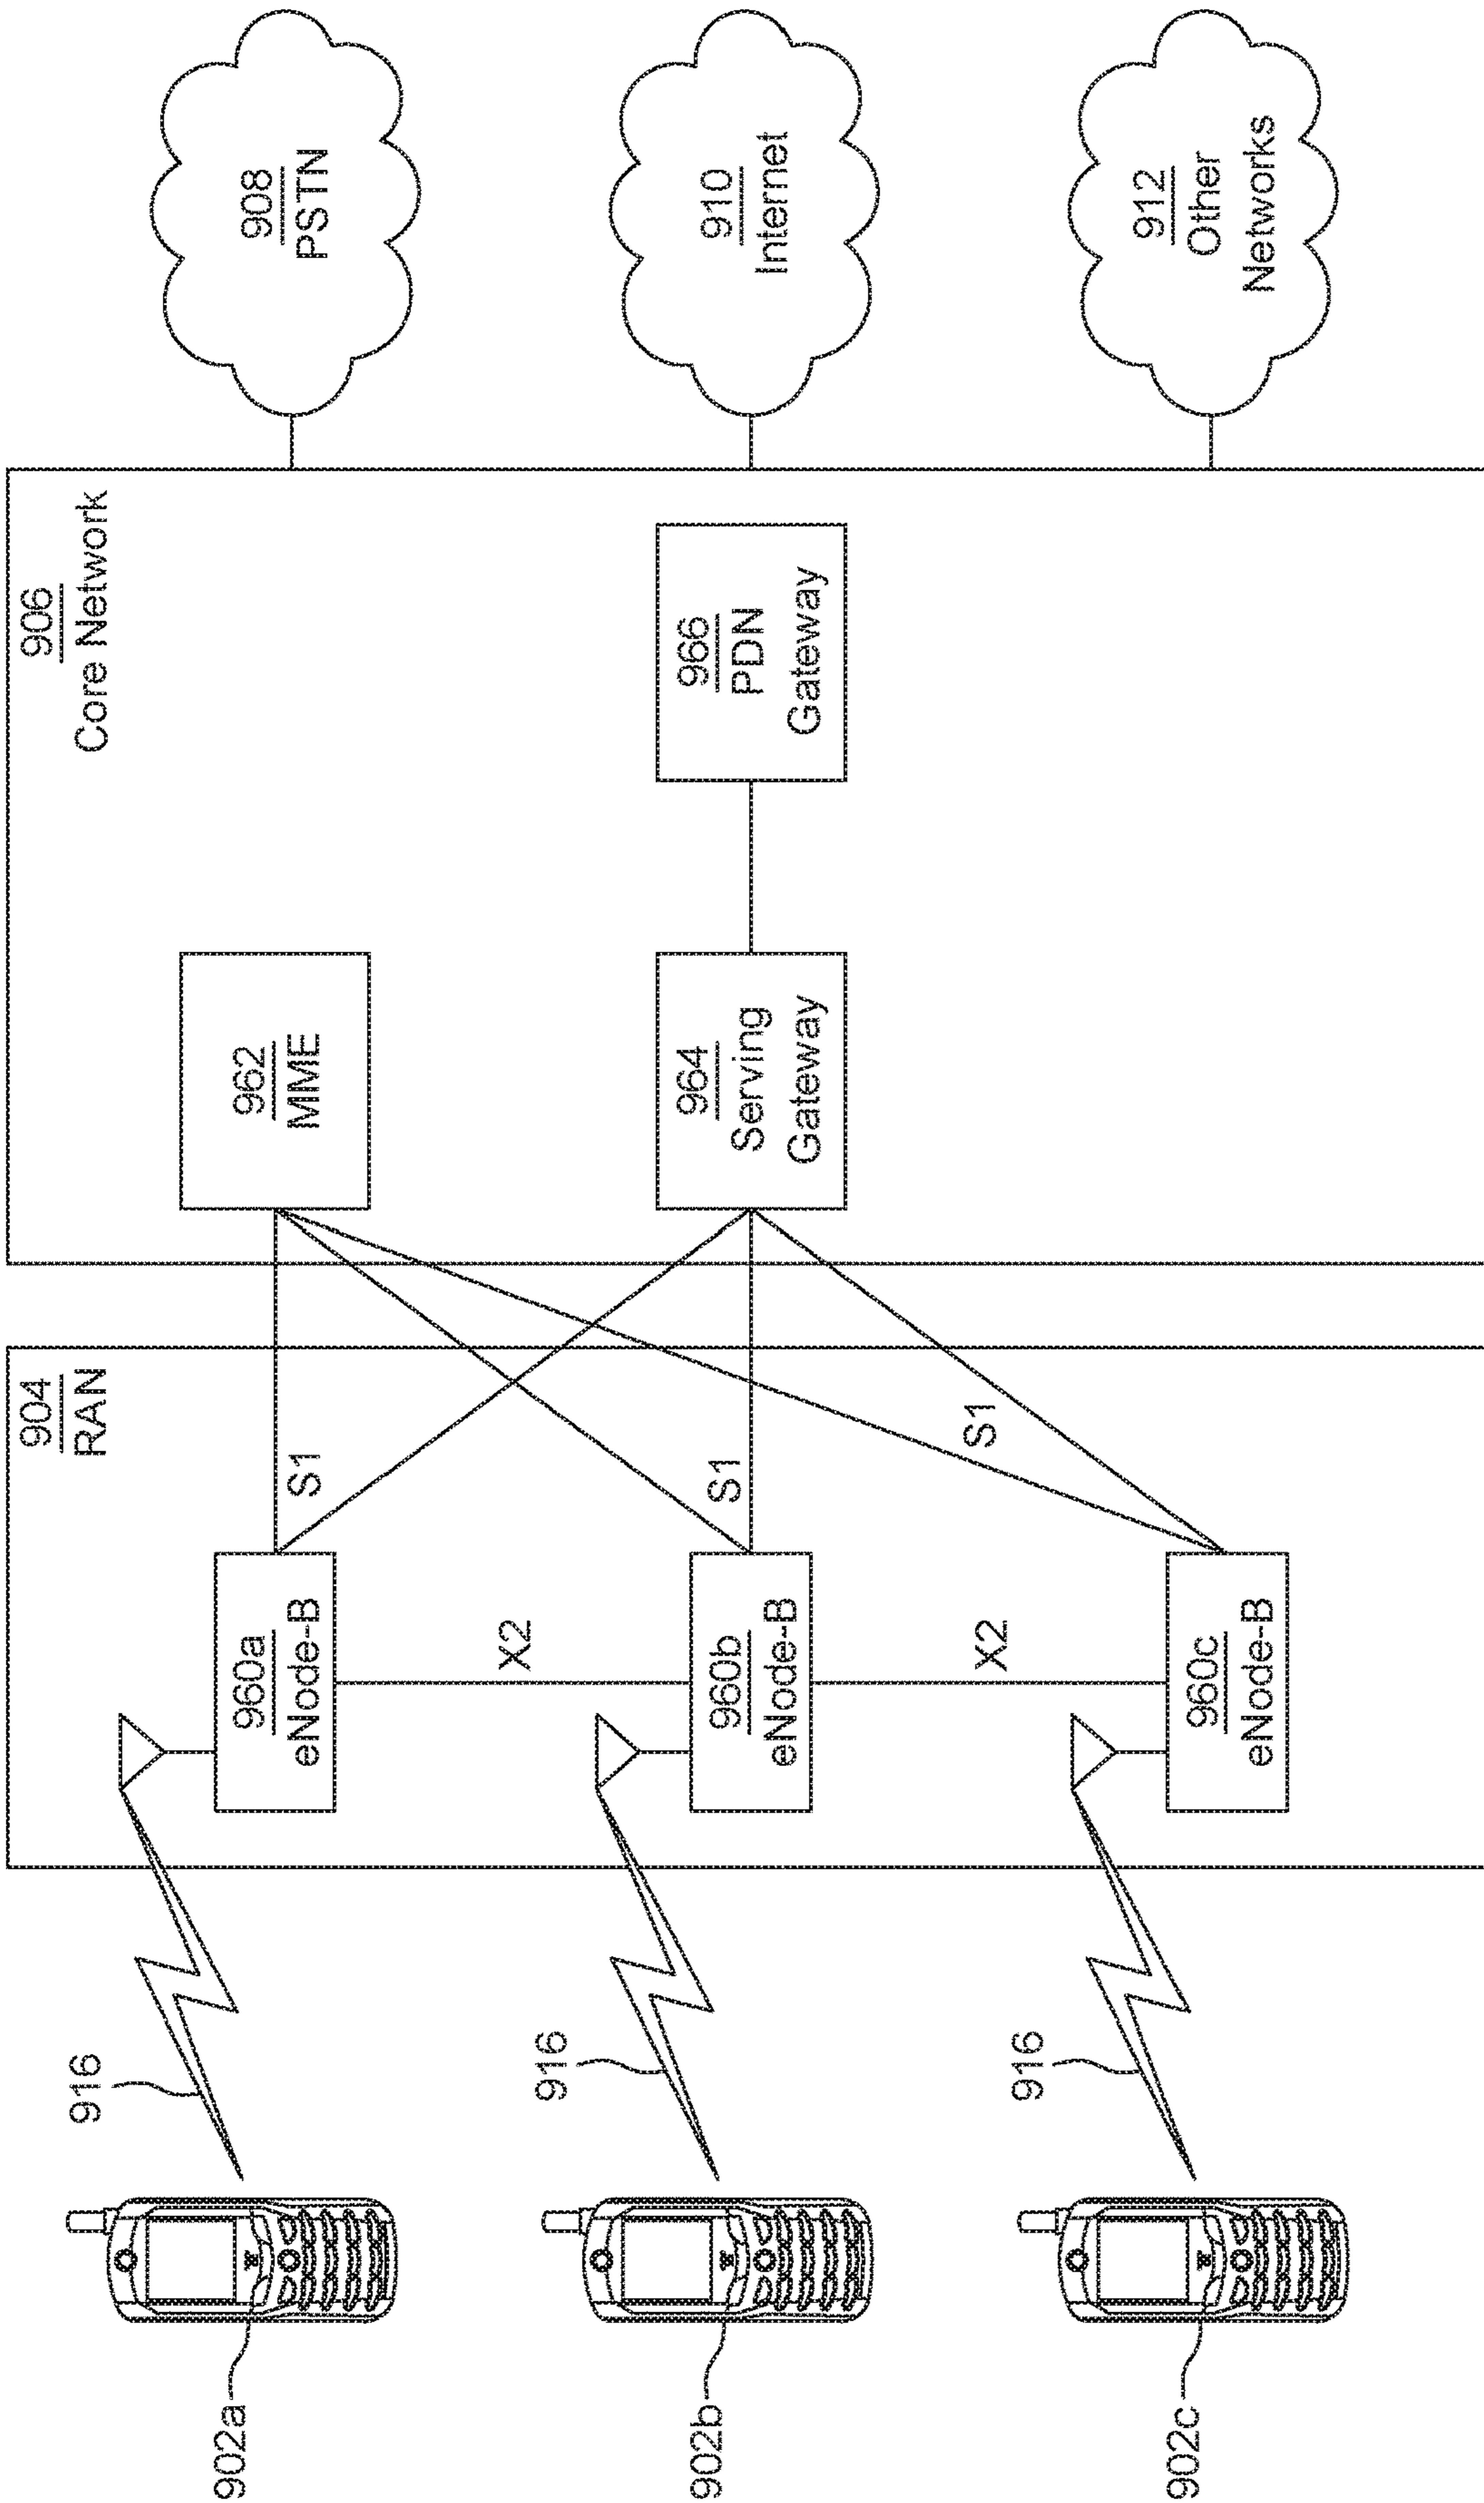 902a
902b
902c
916
916
916
904
RAN
960a
eNode-B
X2
960b
eNode-B
X2
960c
eNode-B
S1
S1
S1
906
Core Network
962
MME
964
Serving
Gateway
966
PDN
Gateway
908
PSTN
910
Internet
912
Other
Networks